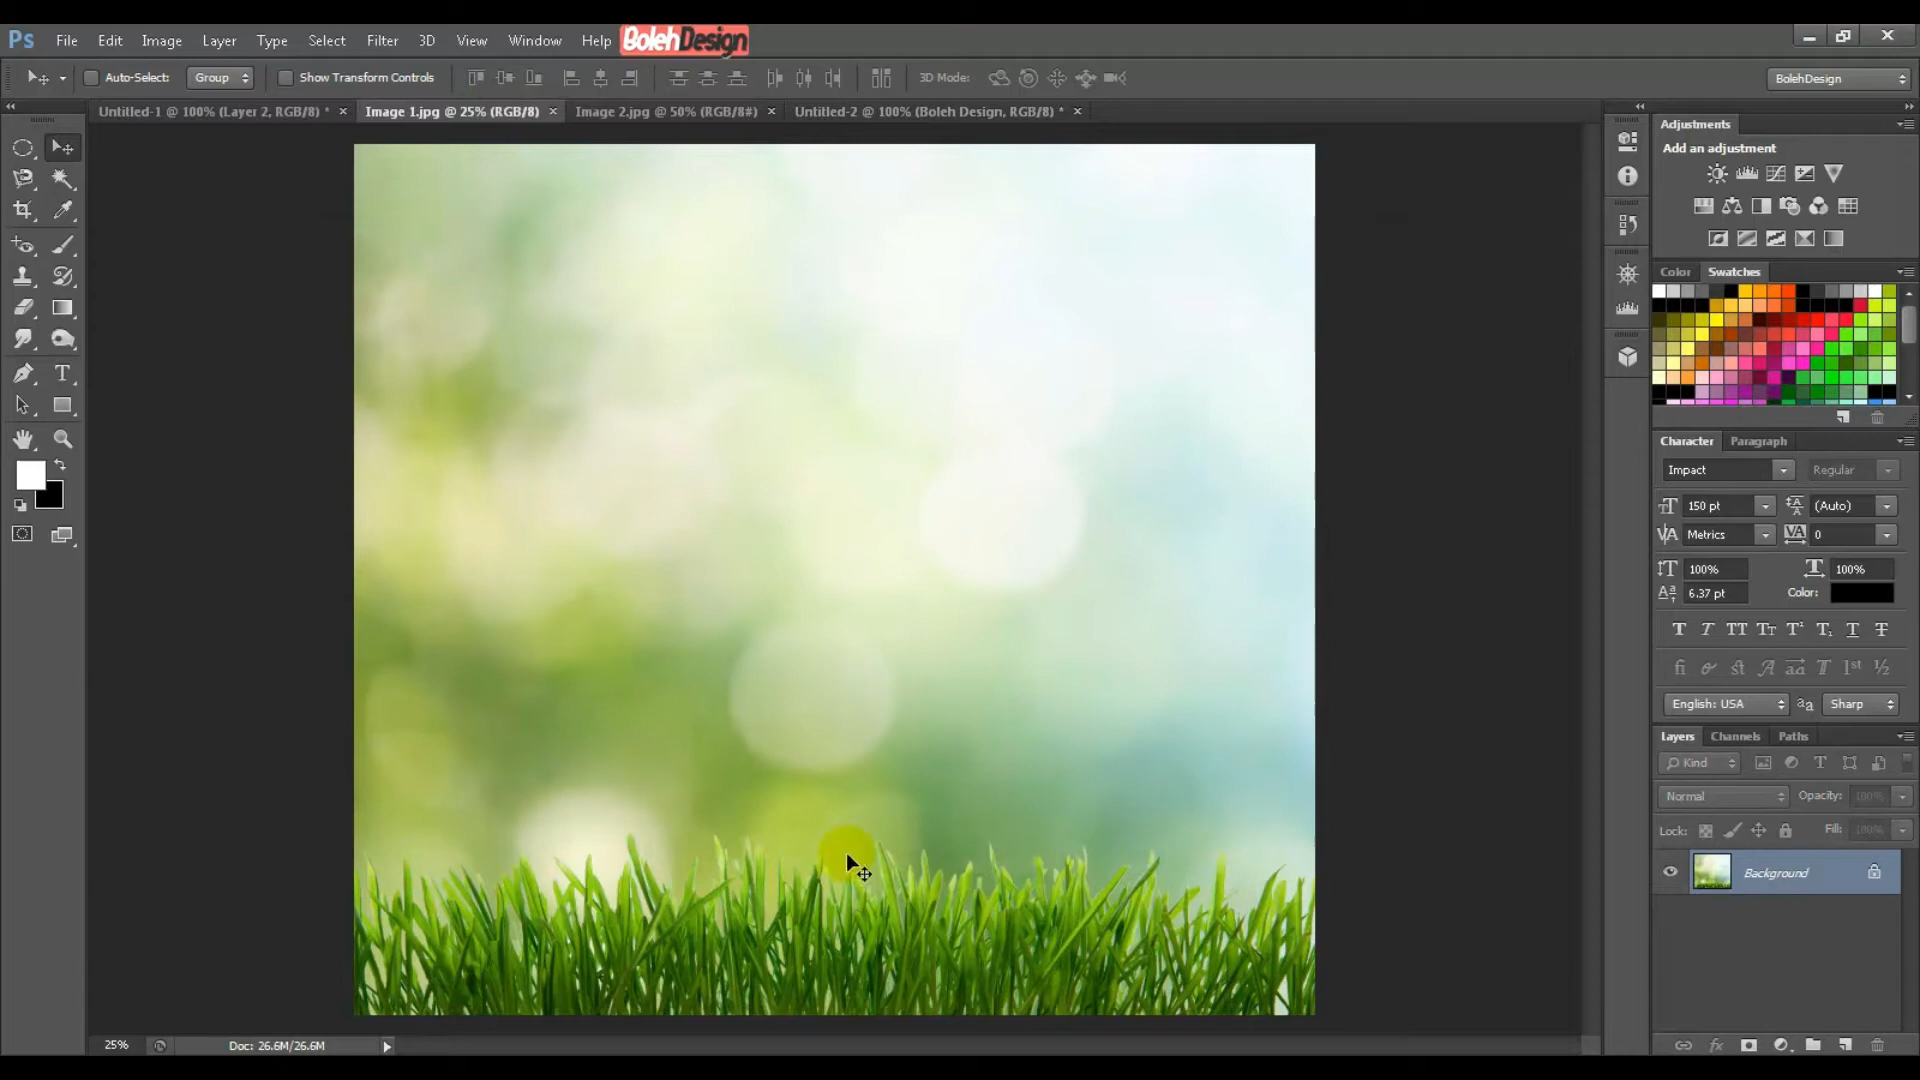 Ps File Edit Image Layer Type Select Filter 3D View Window Help BolehDesign
Auto-Select: Group Show Transform Controls 3D Mode: BolehDesign
Untitled-1 @ 100% (Layer 2, RGB/8) * Image 1.jpg @ 25% (RGB/8) Image 2.jpg @ 50% (RGB/8#) Untitled-2 @ 100% (Boleh Design, RGB/8) *
Adjustments
Add an adjustment
Color Swatches
Character Paragraph
Impact Regular
150 pt (Auto)
Metrics 0
100% 100%
6.37 pt Color:
English: USA Sharp
Layers Channels Paths
Kind
Normal Opacity: 100%
Lock: Fill: 100%
Background
25% Doc: 26.6M/26.6M